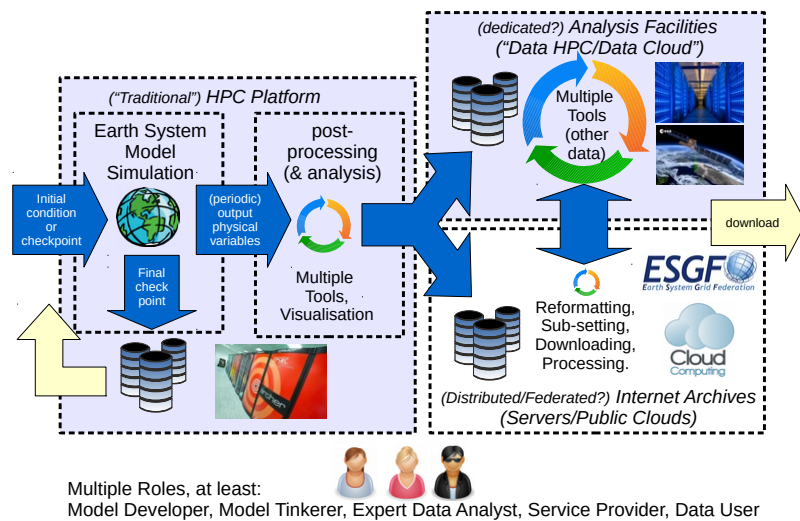 (dedicated?) Analysis Facilities
("Data HPC/Data Cloud")
("Traditional") HPC Platform
Earth System
Model
Simulation
post-
processing
(& analysis)
Multiple
Tools
(other
data)
esa
Initial
condition
or
checkpoint
(periodic)
output
physical
variables
Final
check
point
Multiple
Tools,
Visualisation
download
ESGF
Earth System Grid Federation
Reformatting,
Sub-setting,
Downloading,
Processing.
Cloud
Computing
archer
(Distributed/Federated?) Internet Archives
(Servers/Public Clouds)
Multiple Roles, at least:
Model Developer, Model Tinkerer, Expert Data Analyst, Service Provider, Data User